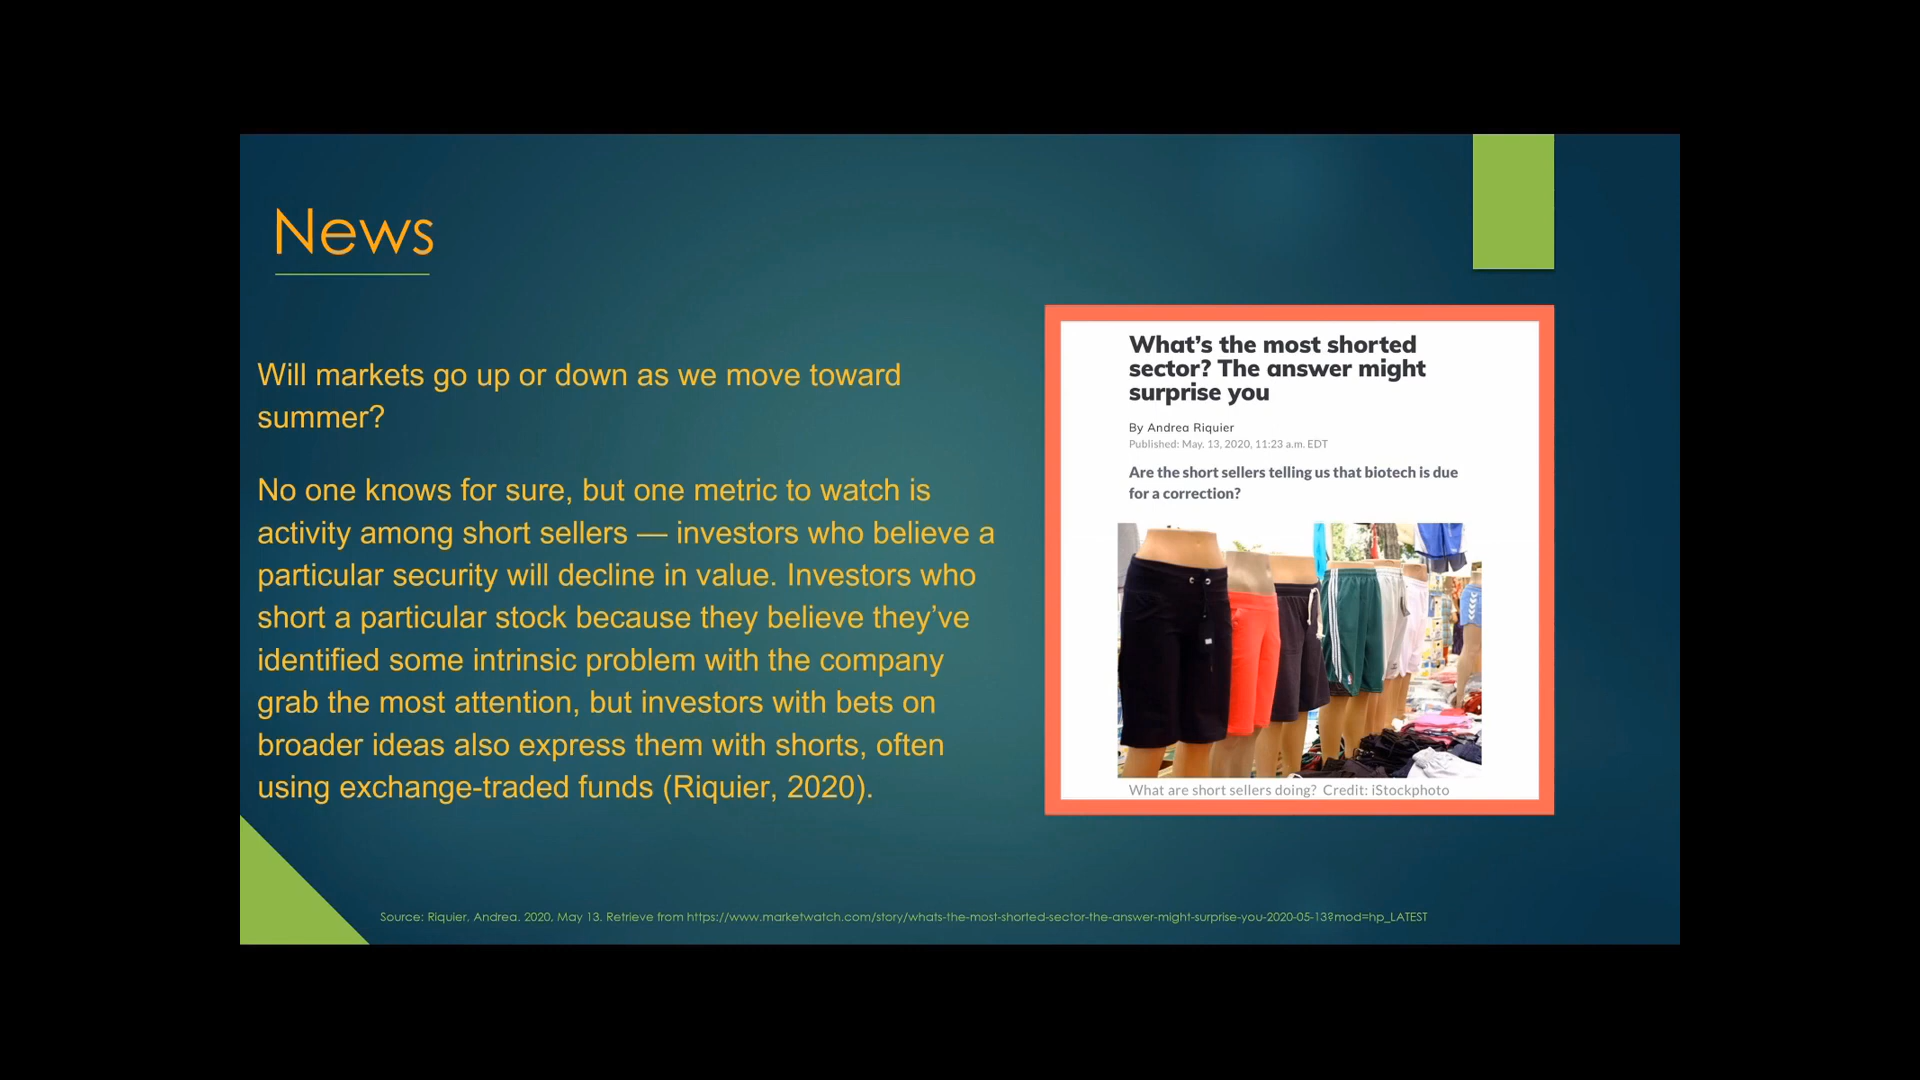 News
Will markets go up or down as we move toward
summer?
No one knows for sure, but one metric to watch is
activity among short sellers — investors who believe a
particular security will decline in value. Investors who
short a particular stock because they believe they’ve
identified some intrinsic problem with the company
grab the most attention, but investors with bets on
broader ideas also express them with shorts, often
using exchange-traded funds (Riquier, 2020).
What’s the most shorted
sector? The answer might
surprise you
By Andrea Riquier
Published: May. 13, 2020, 11:23 a.m. EDT
Are the short sellers telling us that biotech is due
for a correction?
What are short sellers doing? Credit: iStockphoto
Source: Riquier, Andrea. 2020, May 13. Retrieve from https://www.marketwatch.com/story/whats-the-most-shorted-sector-the-answer-might-surprise-you-2020-05-13?mod=hp_LATEST